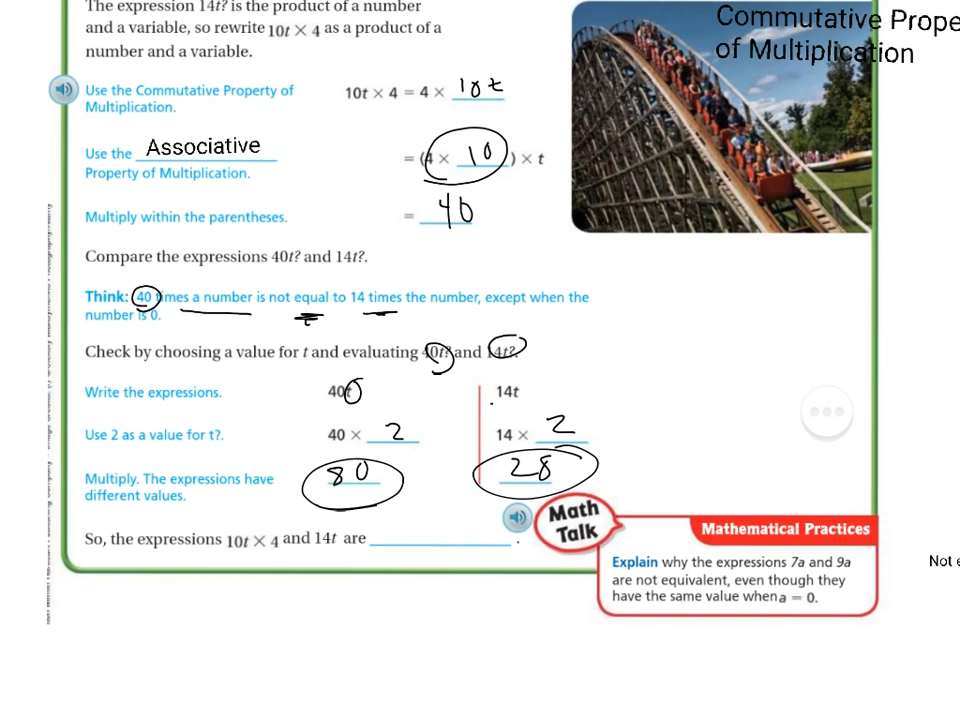 The expression 14t? is the product of a number
and a variable, so rewrite 10t × 4 as a product of a
number and a variable.
Commutative Prope
of Multiplication
Use the Commutative Property of
Multiplication.
10t × 4 = 4 × 10t
Use the Associative
Property of Multiplication.
= (4 × 10) × t
Multiply within the parentheses.
= 40
Compare the expressions 40t? and 14t?.
Think: 40 times a number is not equal to 14 times the number, except when the
number is 0.
Check by choosing a value for t and evaluating 40t? and 14t?.
Write the expressions. 40t 14t
Use 2 as a value for t?. 40 × 2 14 × 2
Multiply. The expressions have
different values.
80 28
So, the expressions 10t × 4 and 14t are ____________ .
Math
Talk
Mathematical Practices
Explain why the expressions 7a and 9a
are not equivalent, even though they
have the same value when a = 0.
Not e